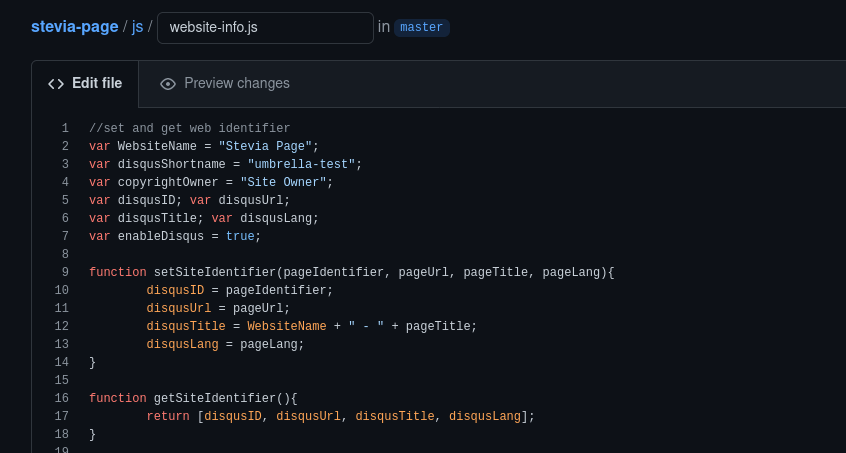 stevia-page / js / website-info.js in master
Edit file Preview changes
1 //set and get web identifier
2 var WebsiteName = "Stevia Page";
3 var disqusShortname = "umbrella-test";
4 var copyrightOwner = "Site Owner";
5 var disqusID; var disqusUrl;
6 var disqusTitle; var disqusLang;
7 var enableDisqus = true;
8
9 function setSiteIdentifier(pageIdentifier, pageUrl, pageTitle, pageLang){
10 disqusID = pageIdentifier;
11 disqusUrl = pageUrl;
12 disqusTitle = WebsiteName + " - " + pageTitle;
13 disqusLang = pageLang;
14 }
15
16 function getSiteIdentifier(){
17 return [disqusID, disqusUrl, disqusTitle, disqusLang];
18 }
19